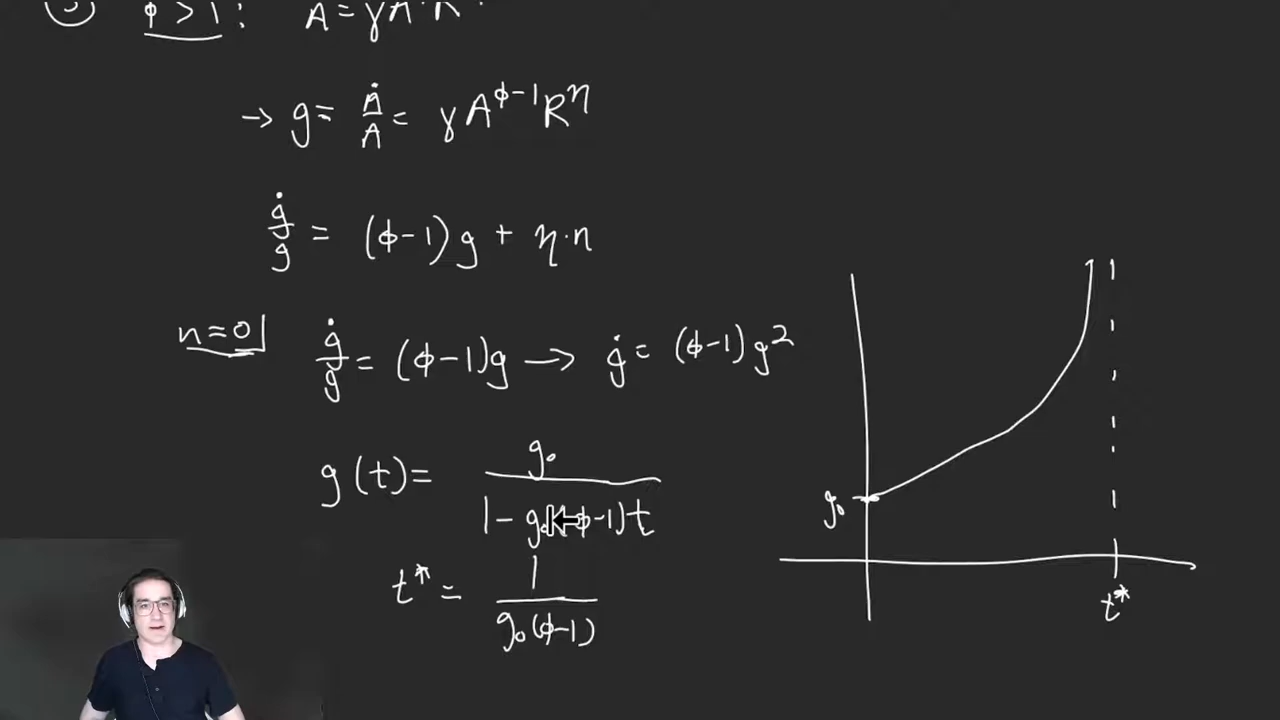 ③ ϕ > 1 : Ȧ = γA^ϕ·R^η
→ g = Ȧ/A = γA^{ϕ-1}R^η
ġ/g = (ϕ-1)g + η·n
n=0 ġ/g = (ϕ-1)g → ġ = (ϕ-1)g²
g(t) = g₀/(1 - g₀(ϕ-1)t)
t* = 1/(g₀(ϕ-1))
g₀
t*